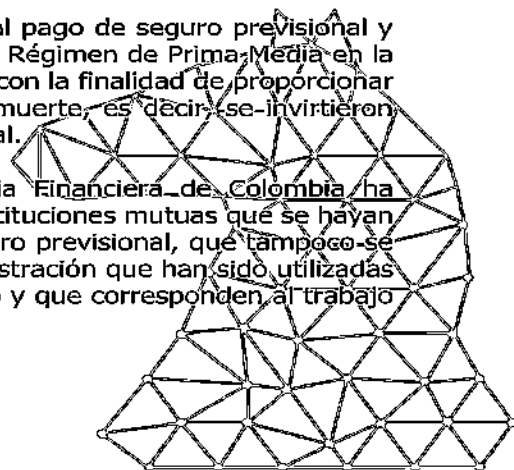 al pago de seguro previsional y
Régimen de Prima Media en la
con la finalidad de proporcionar
muerte, es decir, se invirtieron
al.
ia Financiera de Colombia ha
tituciones mutuas que se hayan
ro previsional, que tampoco se
stración que han sido utilizadas
o y que corresponden al trabajo